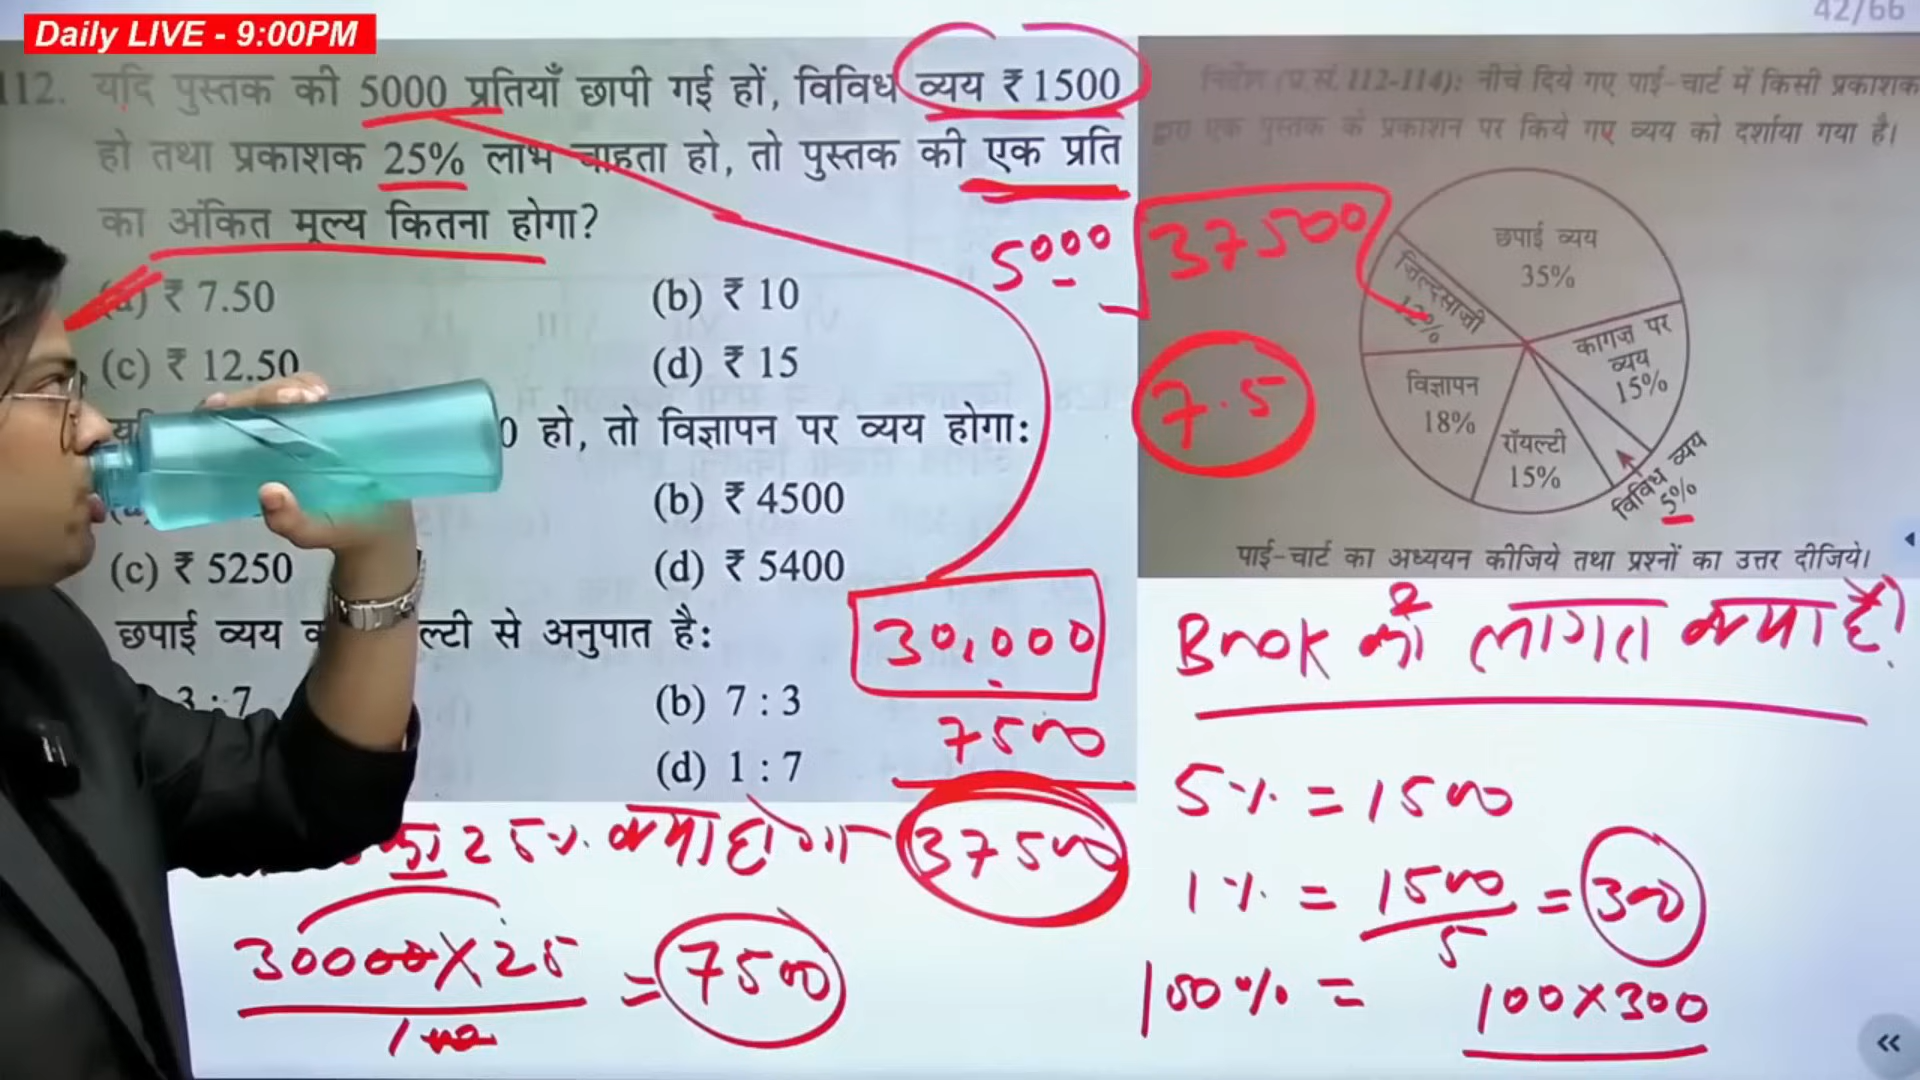 42/66
Daily LIVE - 9:00PM
112. यदि पुस्तक की 5000 प्रतियाँ छापी गई हों, विविध व्यय ₹ 1500
हो तथा प्रकाशक 25% लाभ चाहता हो, तो पुस्तक की एक प्रति
का अंकित मूल्य कितना होगा?
(a) ₹ 7.50
(b) ₹ 10
(c) ₹ 12.50
(d) ₹ 15
0 हो, तो विज्ञापन पर व्यय होगा:
(b) ₹ 4500
(c) ₹ 5250
(d) ₹ 5400
छपाई व्यय
ल्टी से अनुपात है:
3 : 7
(b) 7 : 3
(d) 1 : 7
निर्देश (प्र.सं. 112-114): नीचे दिये गए पाई-चार्ट में किसी प्रकाशक
द्वारा एक पुस्तक के प्रकाशन पर किये गए व्यय को दर्शाया गया है।
छपाई व्यय
35%
जिल्दसाज़ी
12%
कागज़ पर
व्यय
15%
विज्ञापन
18%
रॉयल्टी
15%
विविध व्यय
5%
पाई-चार्ट का अध्ययन कीजिये तथा प्रश्नों का उत्तर दीजिये।
5000
37500
7.5
30,000
7500
37500
का 25% क्या होगा
30000×25
100
= 7500
Book की लागत क्या है?
5% = 1500
1% = 1500
5
= 300
100% = 100×300